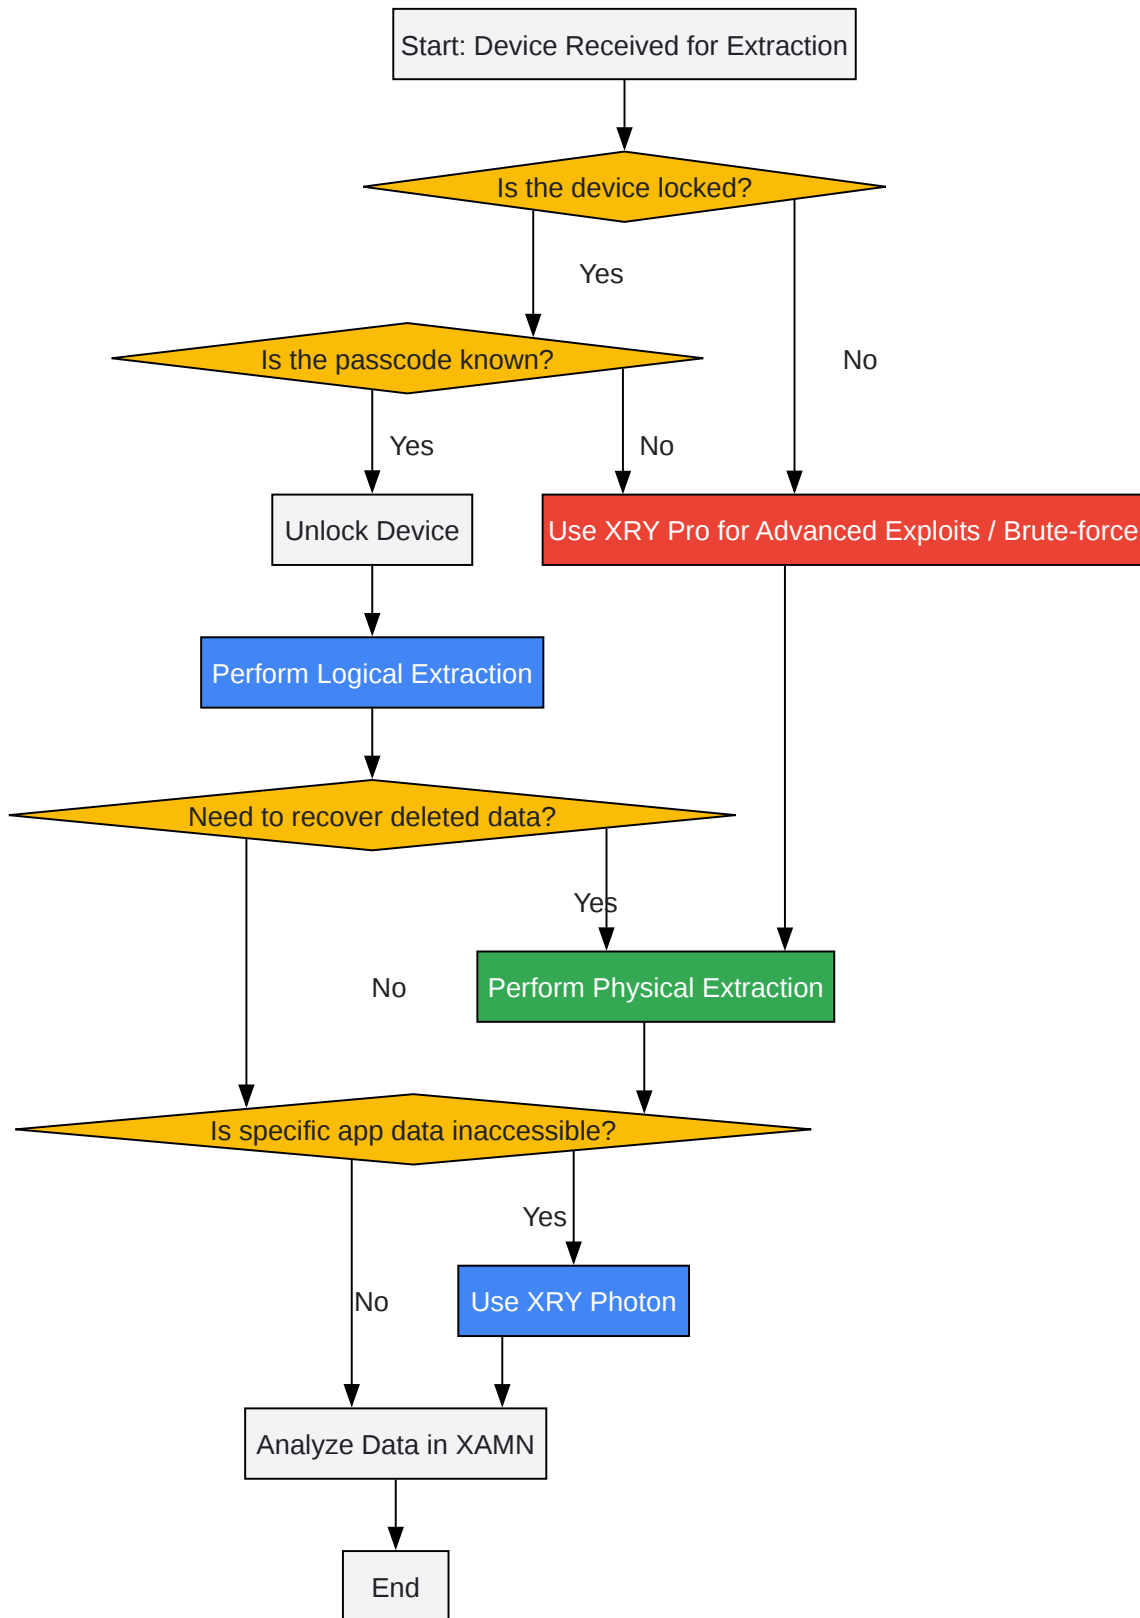 Start: Device Received for Extraction
Is the device locked?
Yes
Is the passcode known?
No
Yes
No
Unlock Device
Use XRY Pro for Advanced Exploits / Brute-force
Perform Logical Extraction
Need to recover deleted data?
Yes
No
Perform Physical Extraction
Is specific app data inaccessible?
Yes
No
Use XRY Photon
Analyze Data in XAMN
End